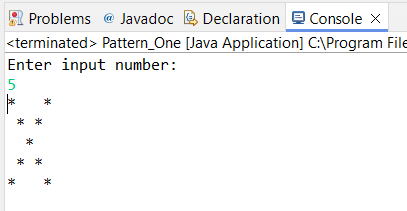 Problems @ Javadoc Declaration Console ×
<terminated> Pattern_One [Java Application] C:\Program File
Enter input number:
5
*   *
 * *
  *
 * *
*   *